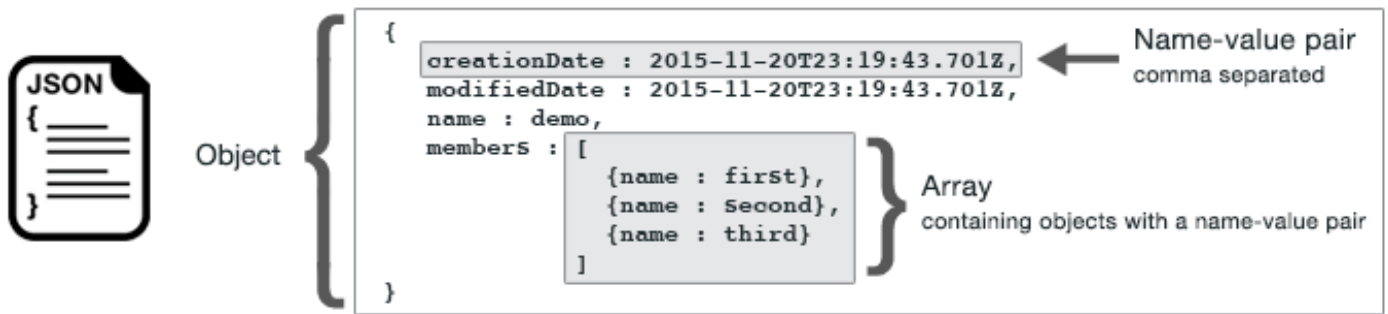 JSON
{
}
Object
{
creationDate : 2015-11-20T23:19:43.701Z,
modifiedDate : 2015-11-20T23:19:43.701Z,
name : demo,
members : [
{name : first},
{name : second},
{name : third}
]
}
Name-value pair
comma separated
Array
containing objects with a name-value pair